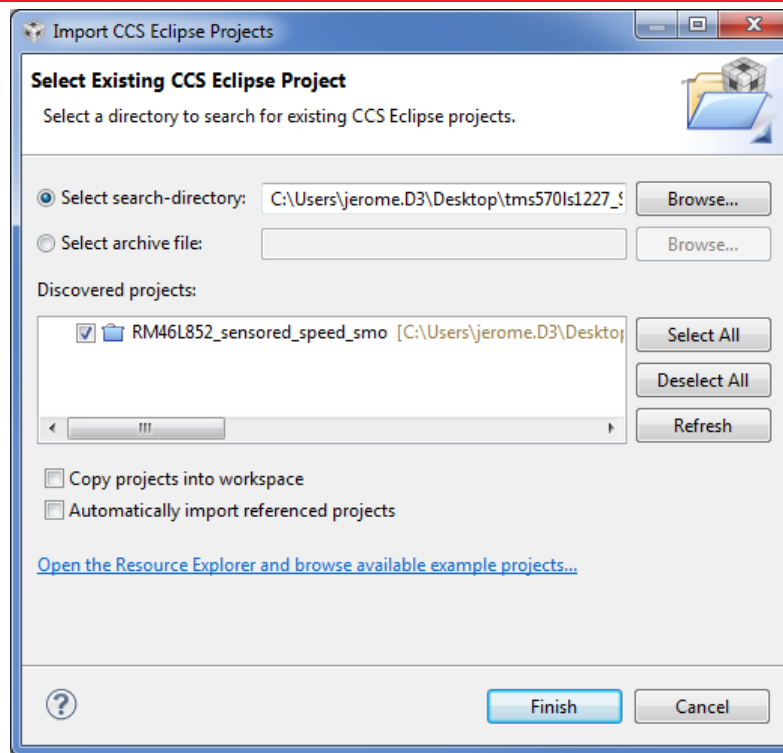 Import CCS Eclipse Projects
Select Existing CCS Eclipse Project
Select a directory to search for existing CCS Eclipse projects.
Select search-directory: C:\Users\jerome.D3\Desktop\tms570ls1227_S Browse...
Select archive file: Browse...
Discovered projects:
RM46L852_sensored_speed_smo [C:\Users\jerome.D3\Desktop Select All
Deselect All
Refresh
Copy projects into workspace
Automatically import referenced projects
Open the Resource Explorer and browse available example projects...
Finish Cancel